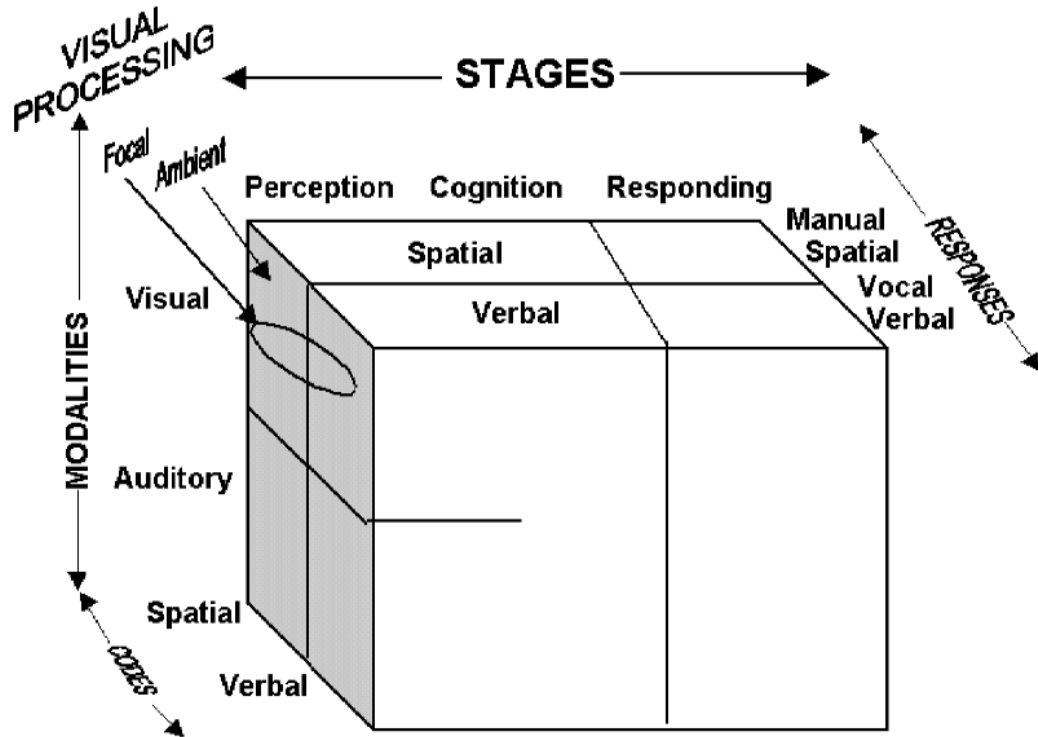 VISUAL
PROCESSING
STAGES
Focal
Ambient
Perception Cognition Responding
Manual
Spatial
Spatial
Vocal
Verbal
Verbal
RESPONSES
Visual
MODALITIES
Auditory
Spatial
Verbal
CODES